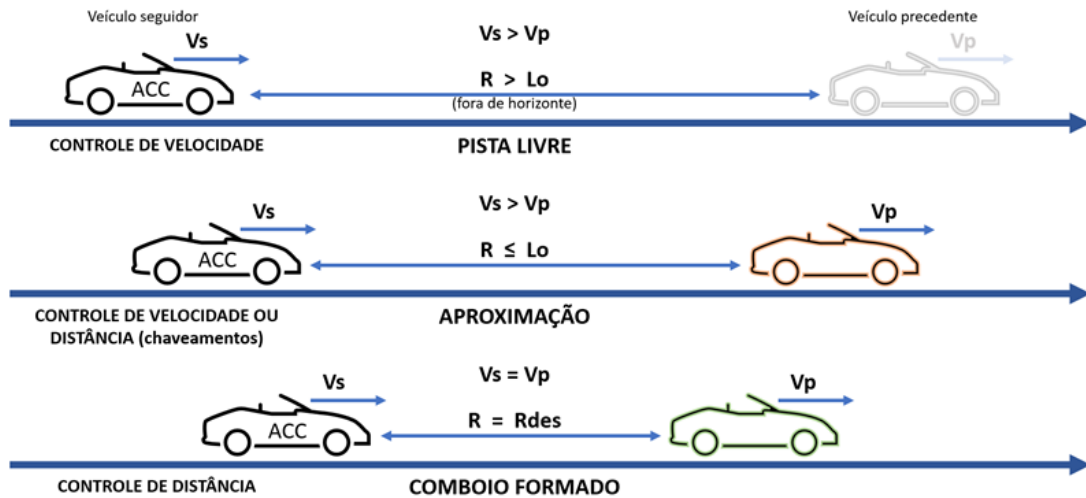 Veículo seguidor
Veículo precedente
Vs
Vs > Vp
Vp
ACC
R > Lo
(fora de horizonte)
CONTROLE DE VELOCIDADE
PISTA LIVRE
Vs
Vs > Vp
Vp
ACC
R ≤ Lo
CONTROLE DE VELOCIDADE OU
DISTÂNCIA (chaveamentos)
APROXIMAÇÃO
Vs
Vs = Vp
Vp
ACC
R = Rdes
CONTROLE DE DISTÂNCIA
COMBOIO FORMADO